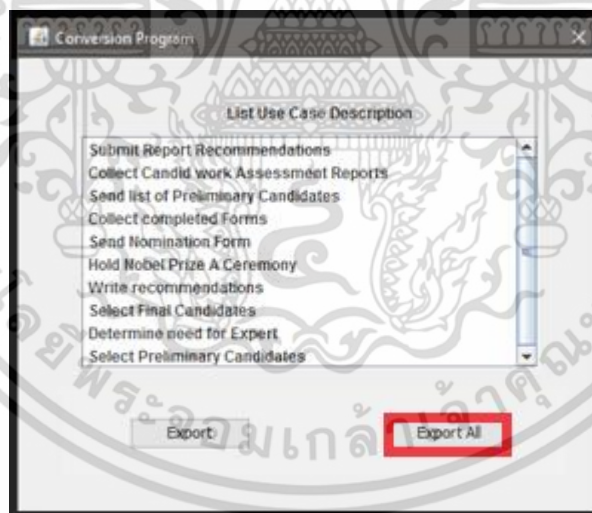 Conversion Program
List Use Case Description
Submit Report Recommendations
Collect Candid work Assessment Reports
Send list of Preliminary Candidates
Collect completed Forms
Send Nomination Form
Hold Nobel Prize A Ceremony
Write recommendations
Select Final Candidates
Determine need for Expert
Select Preliminary Candidates
Export
Export All